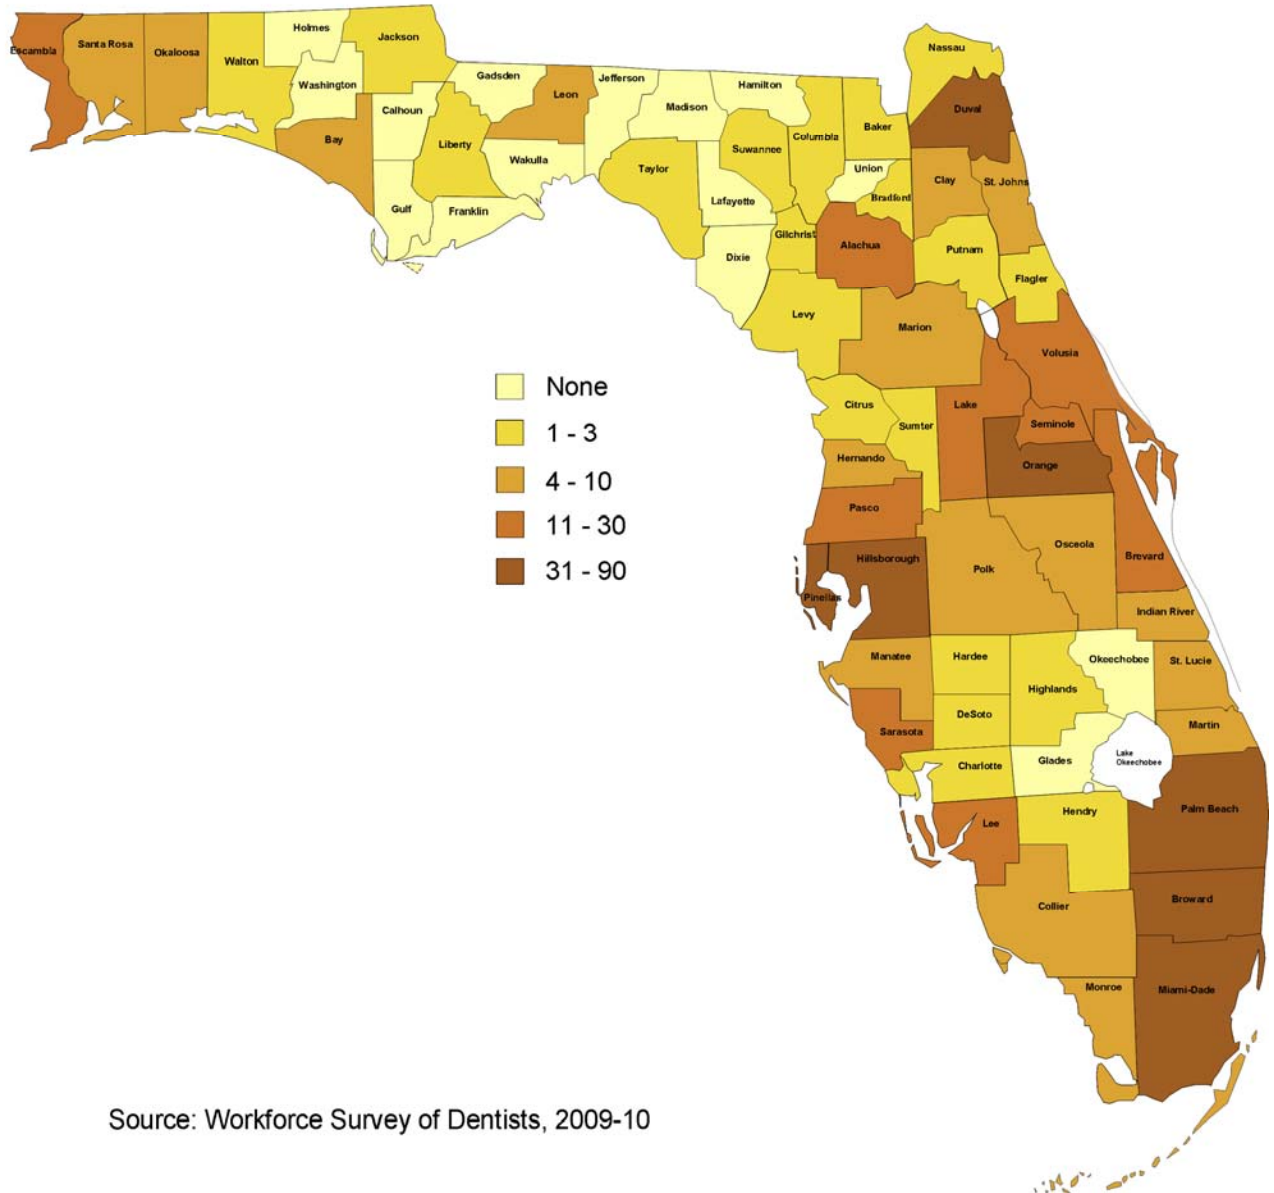 Holmes
Jackson
Escambia
Santa Rosa
Okaloosa
Walton
Washington
Nassau
Gadsden
Jefferson
Hamilton
Leon
Madison
Calhoun
Duval
Bay
Liberty
Columbia
Baker
Wakulla
Suwannee
Taylor
Union
Clay
St. Johns
Bradford
Lafayette
Gulf
Franklin
Gilchrist
Alachua
Putnam
Dixie
Flagler
Levy
Marion
Volusia
None
1 - 3
4 - 10
11 - 30
31 - 90
Citrus
Lake
Sumter
Seminole
Hernando
Orange
Pasco
Hillsborough
Osceola
Brevard
Polk
Pinellas
Indian River
Manatee
Hardee
Okeechobee
St. Lucie
Highlands
DeSoto
Martin
Sarasota
Charlotte
Glades
Lake
Okeechobee
Lee
Hendry
Palm Beach
Collier
Broward
Monroe
Miami-Dade
Source: Workforce Survey of Dentists, 2009-10